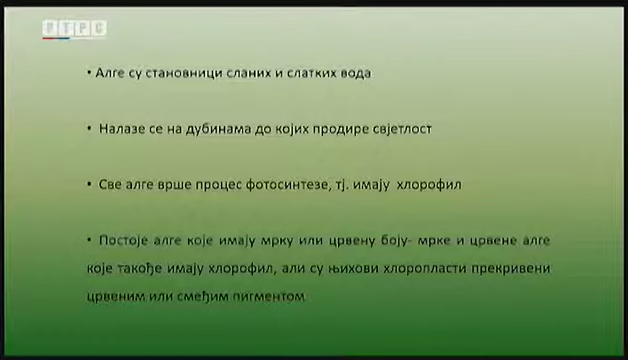 РТРС
• Алге су становници сланих и слатких вода
• Налазе се на дубинама до којих продире свјетлост
• Све алге врше процес фотосинтезе, тј. имају хлорофил
• Постоје алге које имају мрку или црвену боју- мрке и црвене алге
које такође имају хлорофил, али су њихови хлоропласти прекривени
црвеним или смеђим пигментом